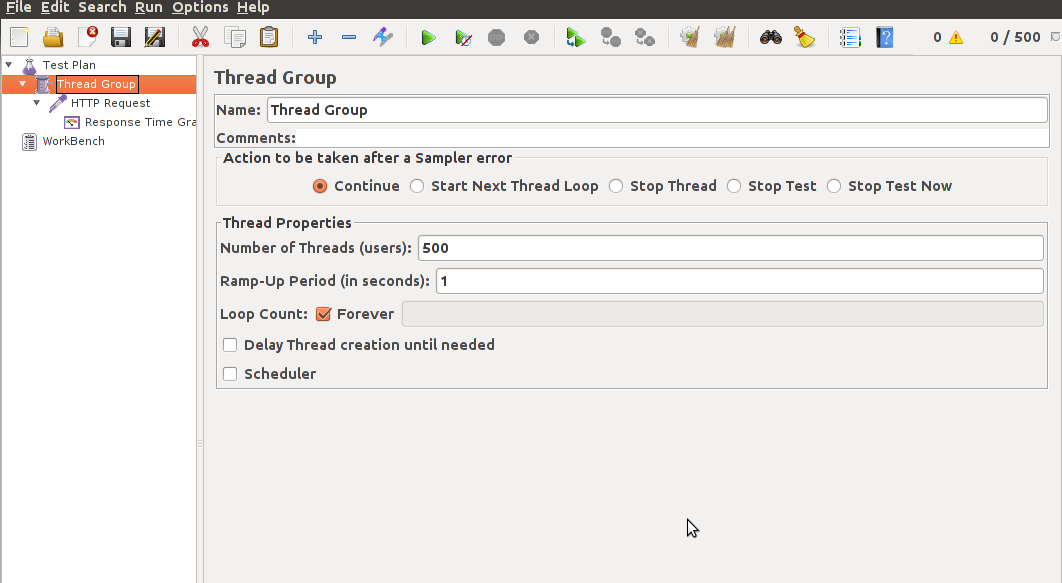 File Edit Search Run Options Help
0 0 / 500
Test Plan
Thread Group
HTTP Request
Response Time Gra
WorkBench
Thread Group
Name: Thread Group
Comments:
Action to be taken after a Sampler error
Continue Start Next Thread Loop Stop Thread Stop Test Stop Test Now
Thread Properties
Number of Threads (users): 500
Ramp-Up Period (in seconds): 1
Loop Count: Forever
Delay Thread creation until needed
Scheduler